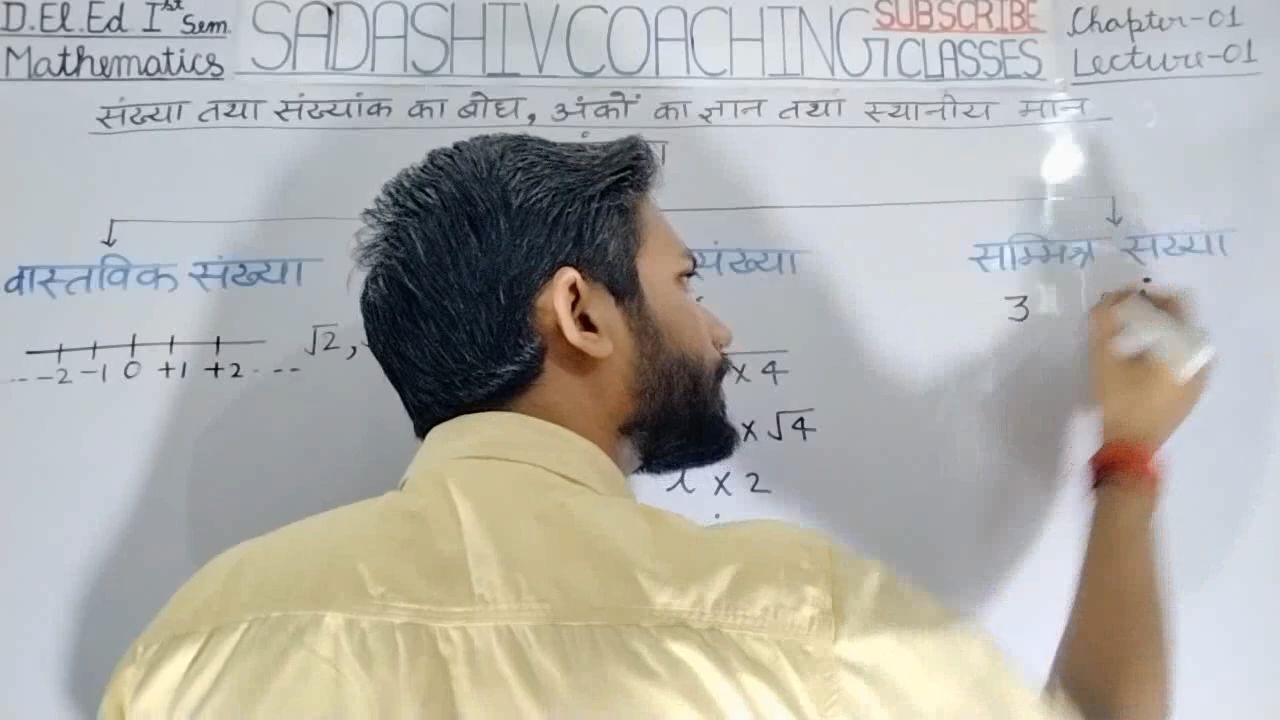 D.El.Ed Ist Sem.
Mathematics
SADASHIV COACHING CLASSES
SUBSCRIBE
Chapter-01
Lecture-01
संख्या तथा संख्यांक का बोध, अंकों का ज्ञान तथा स्थानीय मान
वास्तविक संख्या
संख्या
सम्मिश्र संख्या
3
-- -2 -1 0 +1 +2 ---
√2,
x 4
x √4
i x 2